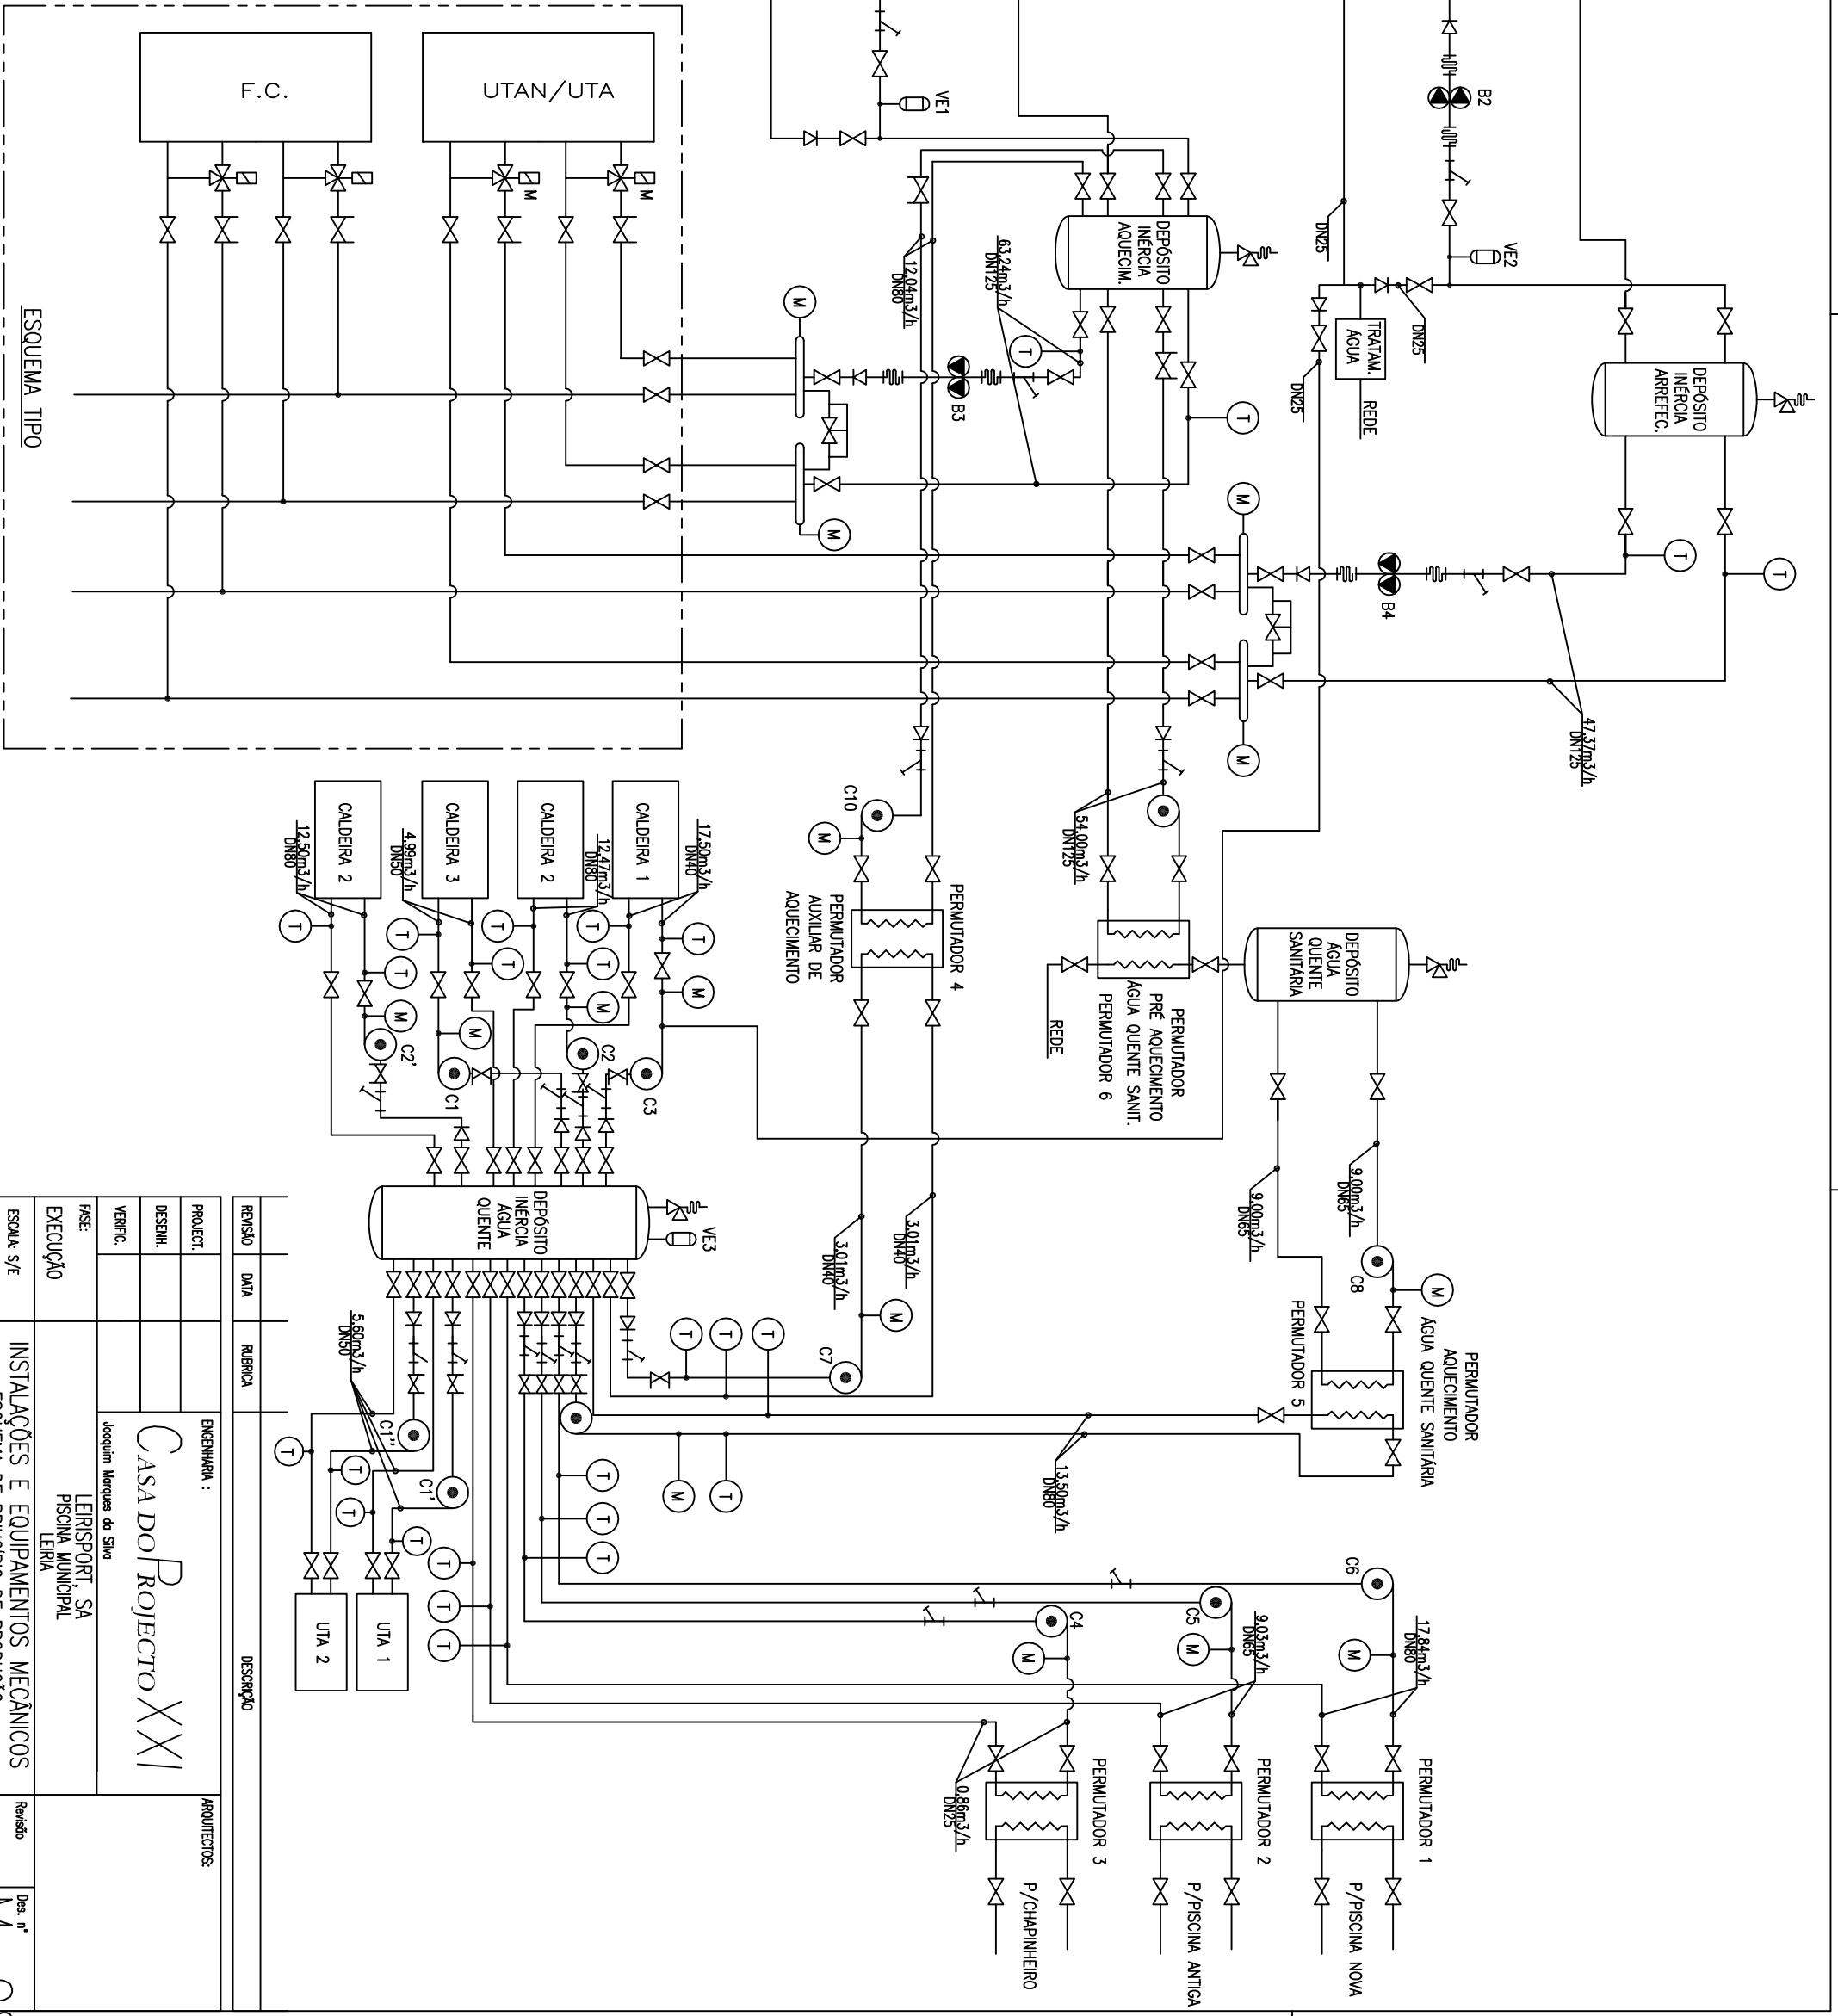 F.C.
UTAN/UTA
M
M
ESQUEMA TIPO
VE1
B2
VE2
DN25
DN25
DN25
TRATAM.
ÁGUA
REDE
DEPÓSITO
INÉRCIA
AQUECIM.
DEPÓSITO
INÉRCIA
ARREFEC.
12,04m3/h
DN80
63,24m3/h
DN125
M
T
B3
T
M
M
B4
T
T
M
47,37m3/h
DN125
CALDEIRA 2
CALDEIRA 3
CALDEIRA 2
CALDEIRA 1
12,50m3/h
DN80
4,99m3/h
DN50
12,47m3/h
DN80
17,50m3/h
DN40
T
T
T
T
T
T
T
T
M
M
M
M
C2'
C1
C2
C3
C10
M
PERMUTADOR
AUXILIAR DE
AQUECIMENTO
PERMUTADOR 4
54,00m3/h
DN125
PERMUTADOR
PRÉ AQUECIMENTO
ÁGUA QUENTE SANIT.
PERMUTADOR 6
REDE
DEPÓSITO
ÁGUA
QUENTE
SANITÁRIA
9,00m3/h
DN65
9,00m3/h
DN65
C8
M
PERMUTADOR
AQUECIMENTO
ÁGUA QUENTE SANITÁRIA
PERMUTADOR 5
DEPÓSITO
INÉRCIA
ÁGUA
QUENTE
VE3
3,01m3/h
DN40
3,01m3/h
DN40
M
C7
T
T
T
13,50m3/h
DN80
M
T
5,60m3/h
DN50
C1''
C1'
T
T
T
T
UTA 2
UTA 1
T
T
T
T
T
T
C6
C5
C4
M
M
M
17,84m3/h
DN80
9,03m3/h
DN65
0,86m3/h
DN25
PERMUTADOR 1
PERMUTADOR 2
PERMUTADOR 3
P/PISCINA NOVA
P/PISCINA ANTIGA
P/CHAPINHEIRO
REVISÃO
DATA
RUBRICA
DESCRIÇÃO
PROJECT.
DESENH.
VERIFIC.
ENGENHARIA :
CASA DO PROJECTO XXI
Joaquim Marques da Silva
ARQUITECTOS:
FASE:
EXECUÇÃO
LEIRISPORT, SA
PISCINA MUNICIPAL
LEIRIA
ESCALA: S/E
INSTALAÇÕES E EQUIPAMENTOS MECÂNICOS
Revisão
Des. nº